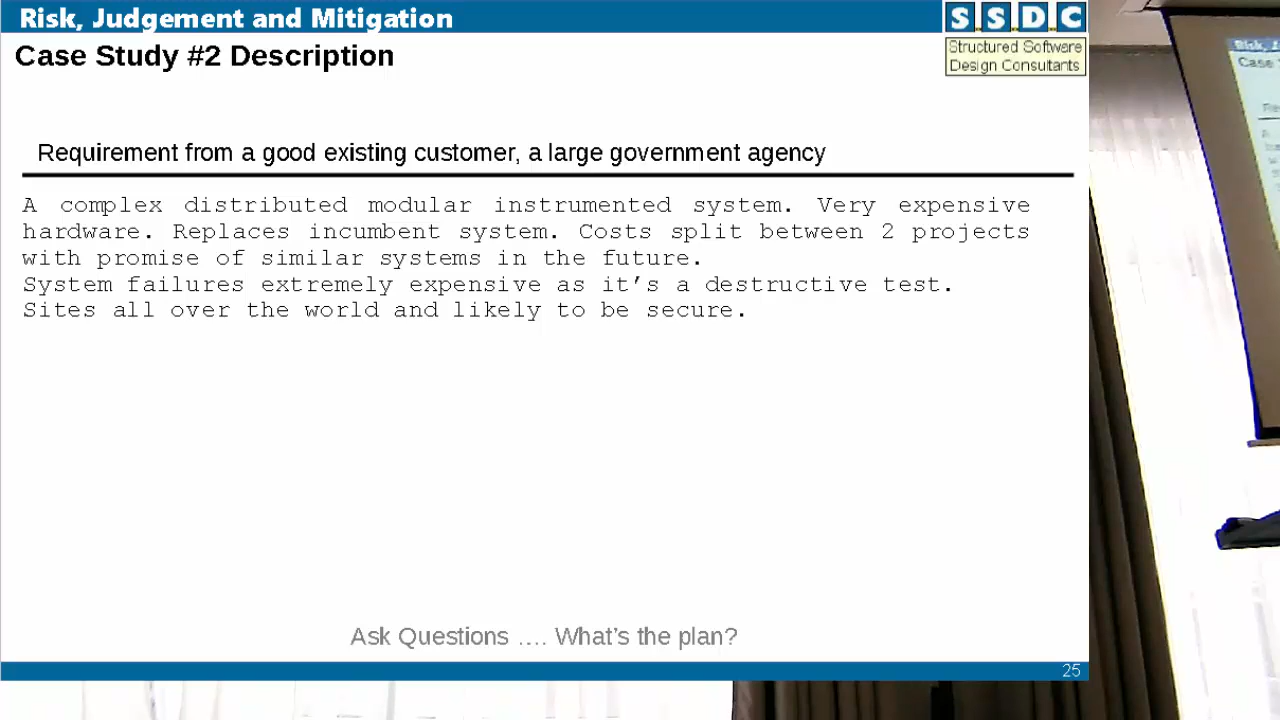 Risk, Judgement and Mitigation
S S D C
Structured Software
Design Consultants
Case Study #2 Description
Requirement from a good existing customer, a large government agency
A complex distributed modular instrumented system. Very expensive
hardware. Replaces incumbent system. Costs split between 2 projects
with promise of similar systems in the future.
System failures extremely expensive as it’s a destructive test.
Sites all over the world and likely to be secure.
Ask Questions …. What’s the plan?
25
Risk, J
Case